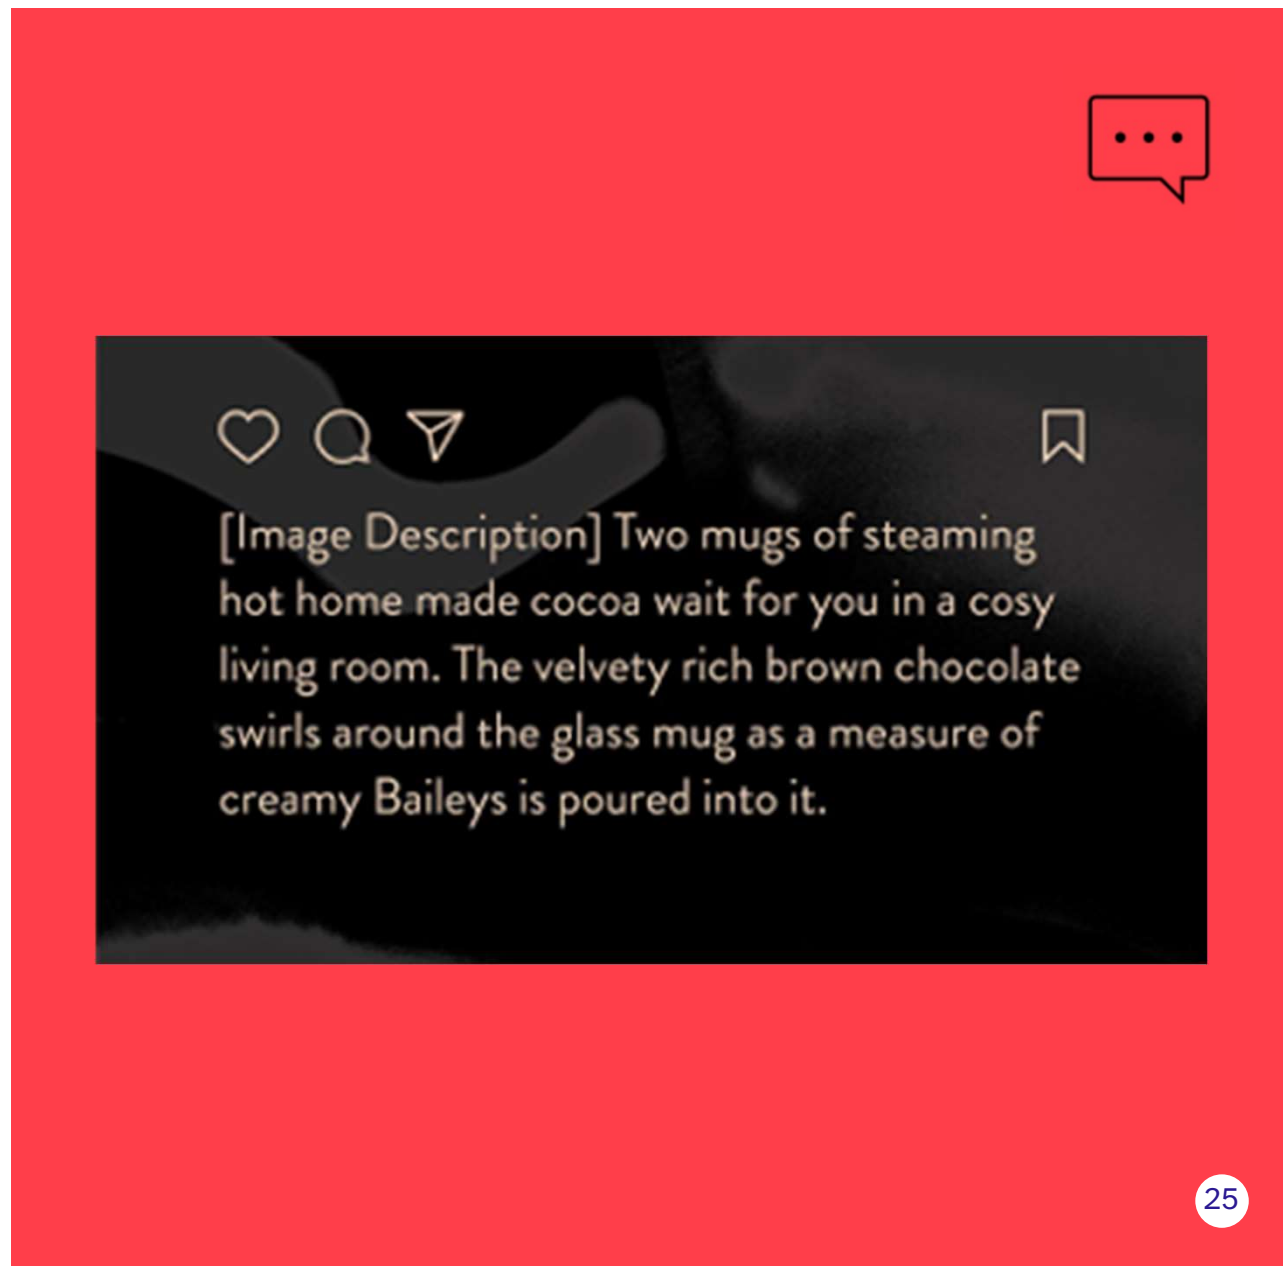 [Image Description] Two mugs of steaming
hot home made cocoa wait for you in a cosy
living room. The velvety rich brown chocolate
swirls around the glass mug as a measure of
creamy Baileys is poured into it.
25